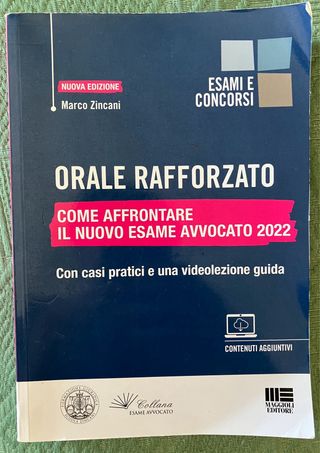 ESAMI E
CONCORSI
NUOVA EDIZIONE
Marco Zincani
ORALE RAFFORZATO
COME AFFRONTARE
IL NUOVO ESAME AVVOCATO 2022
Con casi pratici e una videolezione guida
CONTENUTI AGGIUNTIVI
Collana
ESAME AVVOCATO
MAGGIOLI
EDITORE